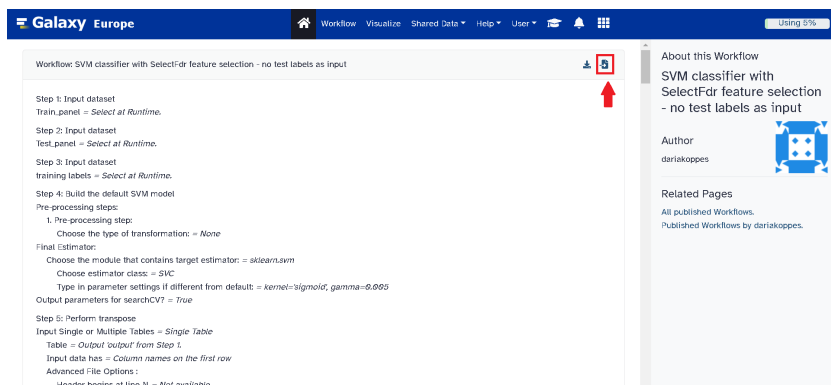 Galaxy Europe
Workflow Visualize Shared Data Help User
Using 5%
Workflow: SVM classifier with SelectFdr feature selection - no test labels as input
Step 1: Input dataset
Train_panel = Select at Runtime.
Step 2: Input dataset
Test_panel = Select at Runtime.
Step 3: Input dataset
training labels = Select at Runtime.
Step 4: Build the default SVM model
Pre-processing steps:
1. Pre-processing step:
Choose the type of transformation: = None
Final Estimator:
Choose the module that contains target estimator: = sklearn.svm
Choose estimator class: = SVC
Type in parameter settings if different from default: = kernel='sigmoid', gamma=0.005
Output parameters for searchCV? = True
Step 5: Perform transpose
Input Single or Multiple Tables = Single Table
Table = Output 'output' from Step 1.
Input data has = Column names on the first row
Advanced File Options :
Header begins at line N = Not available.
About this Workflow
SVM classifier with
SelectFdr feature selection
- no test labels as input
Author
dariakoppes
Related Pages
All published Workflows.
Published Workflows by dariakoppes.